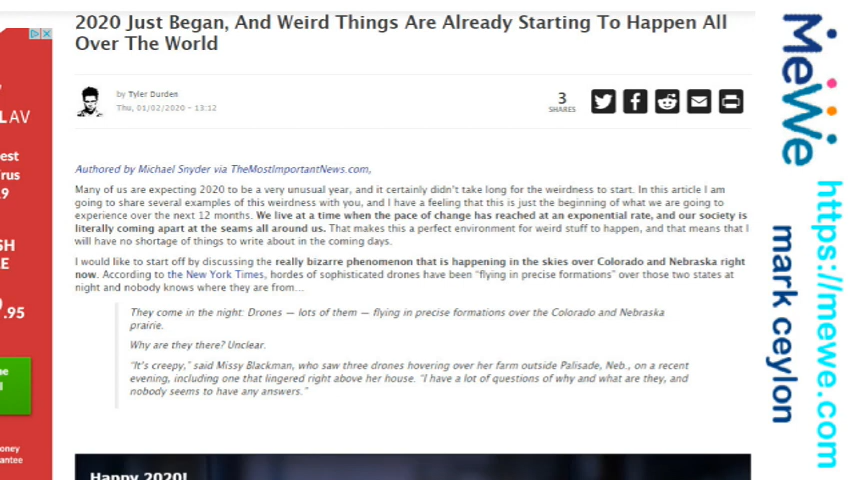 2020 Just Began, And Weird Things Are Already Starting To Happen All
Over The World
by Tyler Durden
Thu, 01/02/2020 - 13:12
3
SHARES
Authored by Michael Snyder via TheMostImportantNews.com,
Many of us are expecting 2020 to be a very unusual year, and it certainly didn't take long for the weirdness to start. In this article I am
going to share several examples of this weirdness with you, and I have a feeling that this is just the beginning of what we are going to
experience over the next 12 months. We live at a time when the pace of change has reached at an exponential rate, and our society is
literally coming apart at the seams all around us. That makes this a perfect environment for weird stuff to happen, and that means that I
will have no shortage of things to write about in the coming days.
I would like to start off by discussing the really bizarre phenomenon that is happening in the skies over Colorado and Nebraska right
now. According to the New York Times, hordes of sophisticated drones have been "flying in precise formations" over those two states at
night and nobody knows where they are from...
They come in the night: Drones — lots of them — flying in precise formations over the Colorado and Nebraska
prairie.
Why are they there? Unclear.
"It's creepy," said Missy Blackman, who saw three drones hovering over her farm outside Palisade, Neb., on a recent
evening, including one that lingered right above her house. "I have a lot of questions of why and what are they, and
nobody seems to have any answers."
Happy 2020!
LAV
est
rus
9
SH
E
.95
ne
oney
antee
MeWe
https://mewe.com
mark ceylon